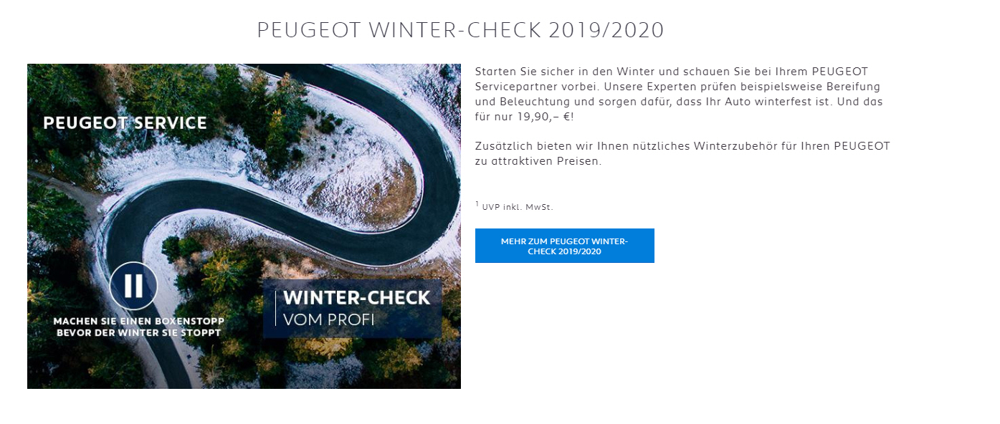 PEUGEOT WINTER-CHECK 2019/2020
PEUGEOT SERVICE
MACHEN SIE EINEN BOXENSTOPP
BEVOR DER WINTER SIE STOPPT
WINTER-CHECK
VOM PROFI
Starten Sie sicher in den Winter und schauen Sie bei Ihrem PEUGEOT
Servicepartner vorbei. Unsere Experten prüfen beispielsweise Bereifung
und Beleuchtung und sorgen dafür, dass Ihr Auto winterfest ist. Und das
für nur 19,90,– €!
Zusätzlich bieten wir Ihnen nützliches Winterzubehör für Ihren PEUGEOT
zu attraktiven Preisen.
¹ UVP inkl. MwSt.
MEHR ZUM PEUGEOT WINTER-
CHECK 2019/2020